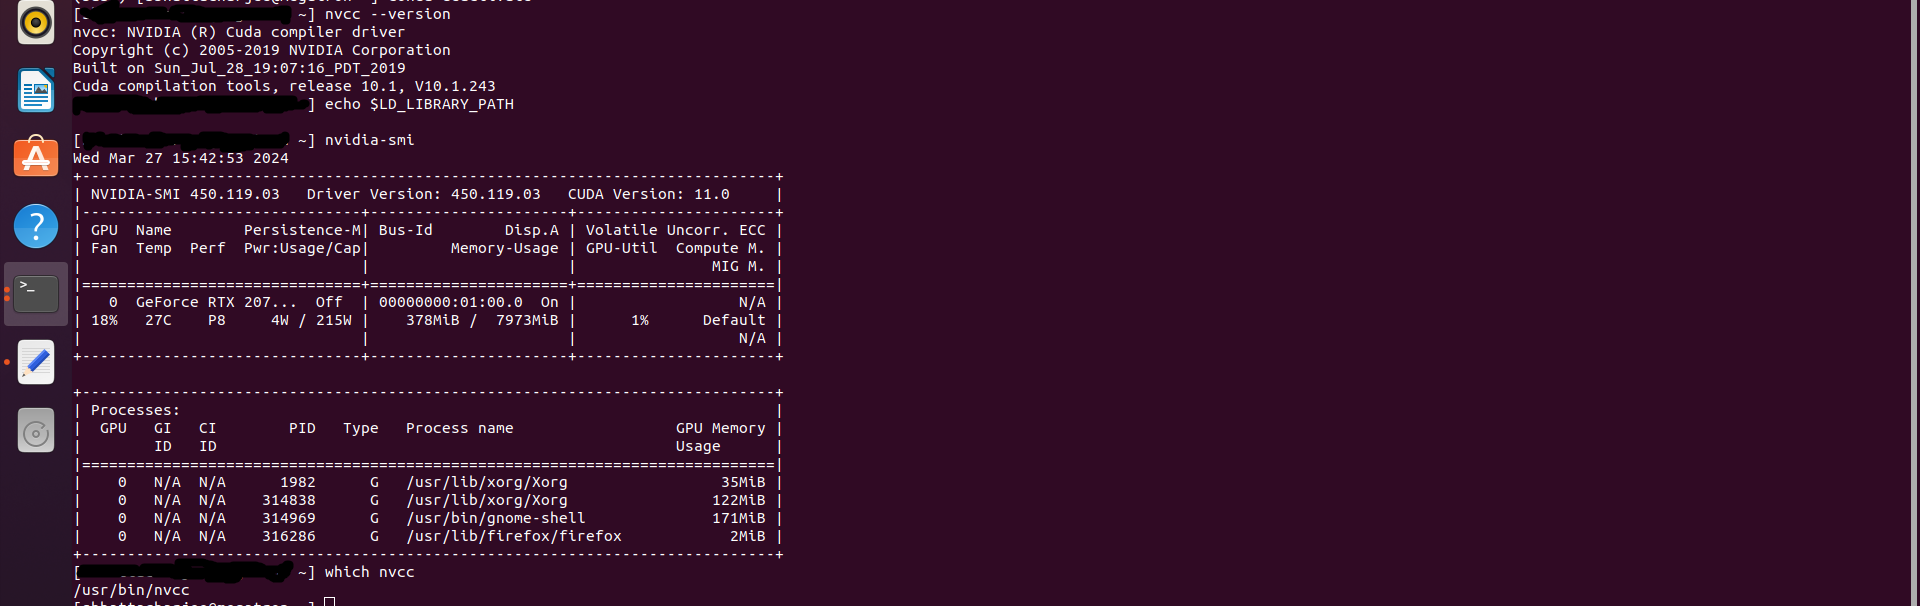 [ ~] nvcc --version
nvcc: NVIDIA (R) Cuda compiler driver
Copyright (c) 2005-2019 NVIDIA Corporation
Built on Sun_Jul_28_19:07:16_PDT_2019
Cuda compilation tools, release 10.1, V10.1.243
] echo $LD_LIBRARY_PATH
[ ~] nvidia-smi
Wed Mar 27 15:42:53 2024
+-----------------------------------------------------------------------------+
| NVIDIA-SMI 450.119.03   Driver Version: 450.119.03   CUDA Version: 11.0     |
|-------------------------------+----------------------+----------------------+
| GPU  Name        Persistence-M| Bus-Id        Disp.A | Volatile Uncorr. ECC |
| Fan  Temp  Perf  Pwr:Usage/Cap|         Memory-Usage | GPU-Util  Compute M. |
|                               |                      |               MIG M. |
|===============================+======================+======================|
|   0  GeForce RTX 207...  Off  | 00000000:01:00.0  On |                  N/A |
| 18%   27C    P8     4W / 215W |    378MiB /  7973MiB |      1%      Default |
|                               |                      |                  N/A |
+-------------------------------+----------------------+----------------------+
+-----------------------------------------------------------------------------+
| Processes:                                                                  |
|  GPU   GI   CI        PID   Type   Process name                  GPU Memory |
|        ID   ID                                                   Usage      |
|=============================================================================|
|    0   N/A  N/A      1982      G   /usr/lib/xorg/Xorg                 35MiB |
|    0   N/A  N/A    314838      G   /usr/lib/xorg/Xorg                122MiB |
|    0   N/A  N/A    314969      G   /usr/bin/gnome-shell              171MiB |
|    0   N/A  N/A    316286      G   /usr/lib/firefox/firefox            2MiB |
+-----------------------------------------------------------------------------+
[ ~] which nvcc
/usr/bin/nvcc